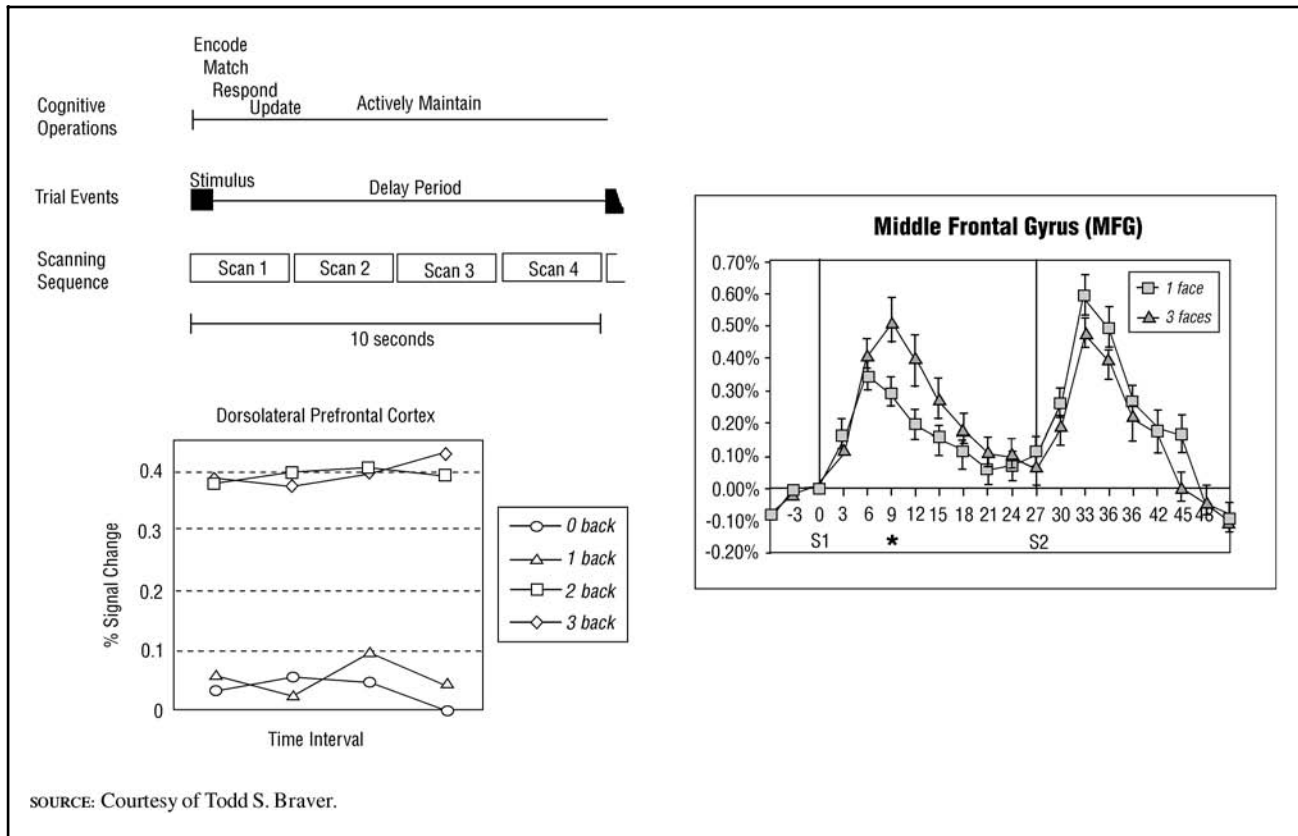 Encode
Match
Respond
Update
Actively Maintain
Cognitive
Operations
Stimulus
Delay Period
Trial Events
Scanning
Sequence
Scan 1
Scan 2
Scan 3
Scan 4
10 seconds
Dorsolateral Prefrontal Cortex
0.4
0.3
0.2
0.1
0
% Signal Change
Time Interval
0 back
1 back
2 back
3 back
Middle Frontal Gyrus (MFG)
0.70%
0.60%
0.50%
0.40%
0.30%
0.20%
0.10%
0.00%
-0.10%
-0.20%
1 face
3 faces
-3 0 3 6 9 12 15 18 21 24 27 30 33 36 36 42 45 48
S1 * S2
SOURCE: Courtesy of Todd S. Braver.